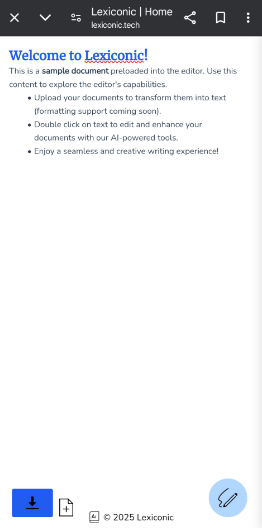 Lexiconic | Home
lexiconic.tech
Welcome to Lexiconic!
This is a sample document preloaded into the editor. Use this
content to explore the editor's capabilities.
• Upload your documents to transform them into text
(formatting support coming soon).
• Double click on text to edit and enhance your
documents with our AI-powered tools.
• Enjoy a seamless and creative writing experience!
© 2025 Lexiconic